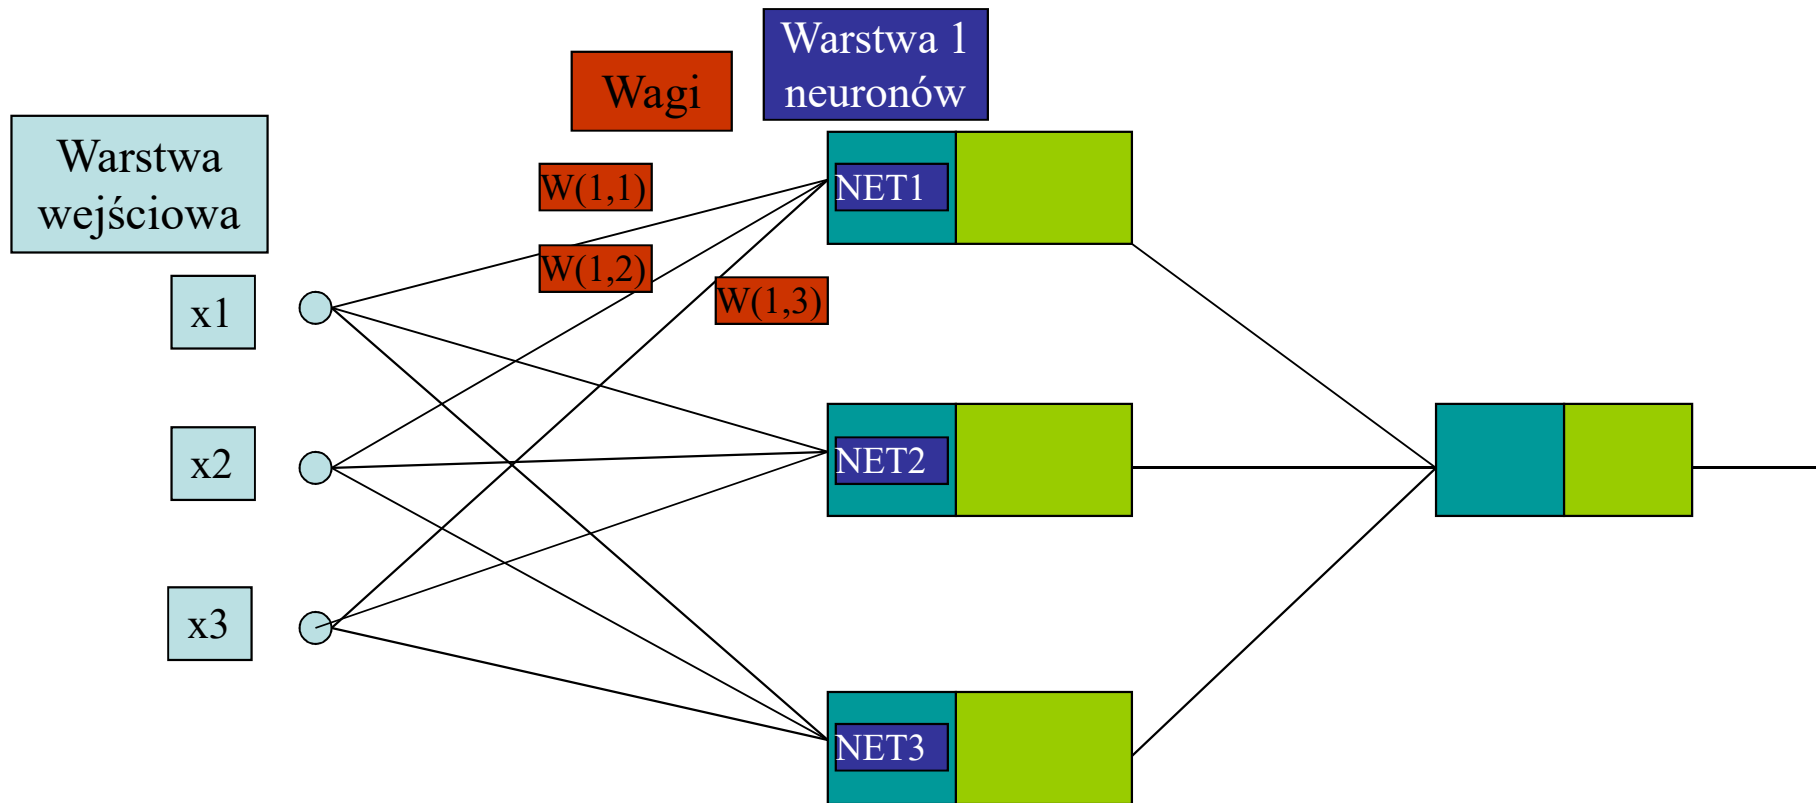 Warstwa 1
neuronów
Wagi
Warstwa
wejściowa
W(1,1)
NET1
W(1,2)
W(1,3)
x1
x2
NET2
x3
NET3